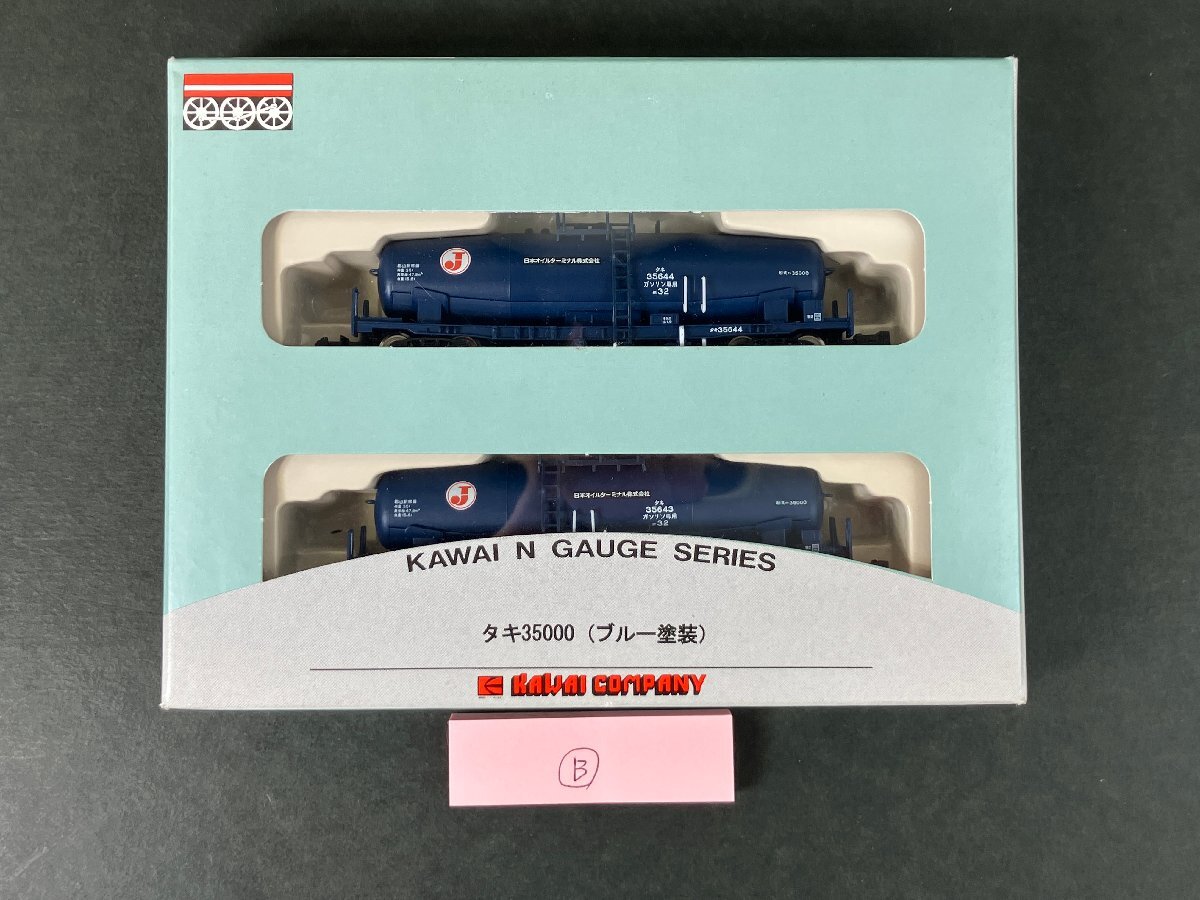 J
日本オイルターミナル株式会社
タキ
35644
ガソリン専用
32
タキ35644
J
日本オイルターミナル株式会社
タキ
35643
ガソリン専用
32
KAWAI N GAUGE SERIES
タキ35000（ブルー塗装）
KAWAI COMPANY
B